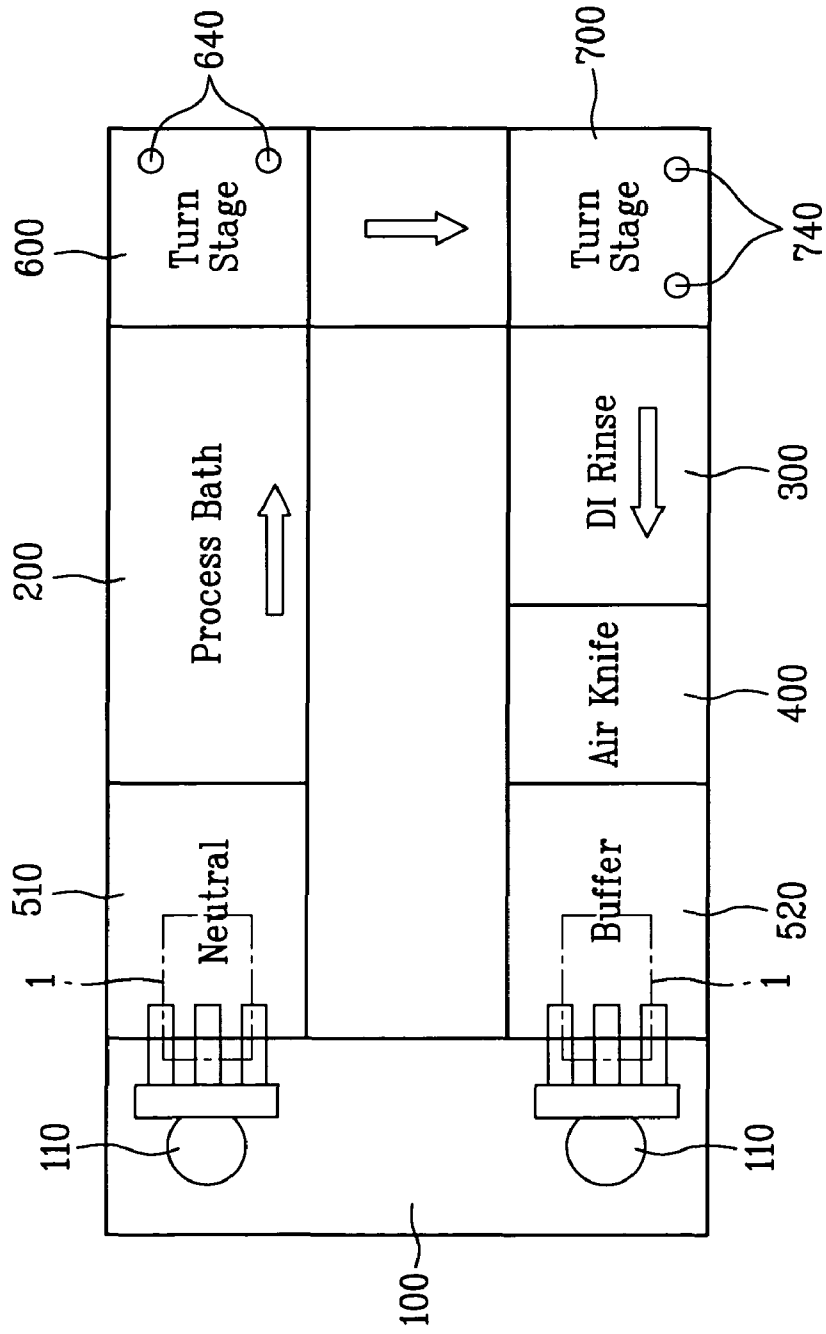 110
510
200
600
640
1
Neutral
Process Bath
Turn
Stage
100
700
Buffer
Air Knife
DI Rinse
Turn
Stage
110
1
520
400
300
740